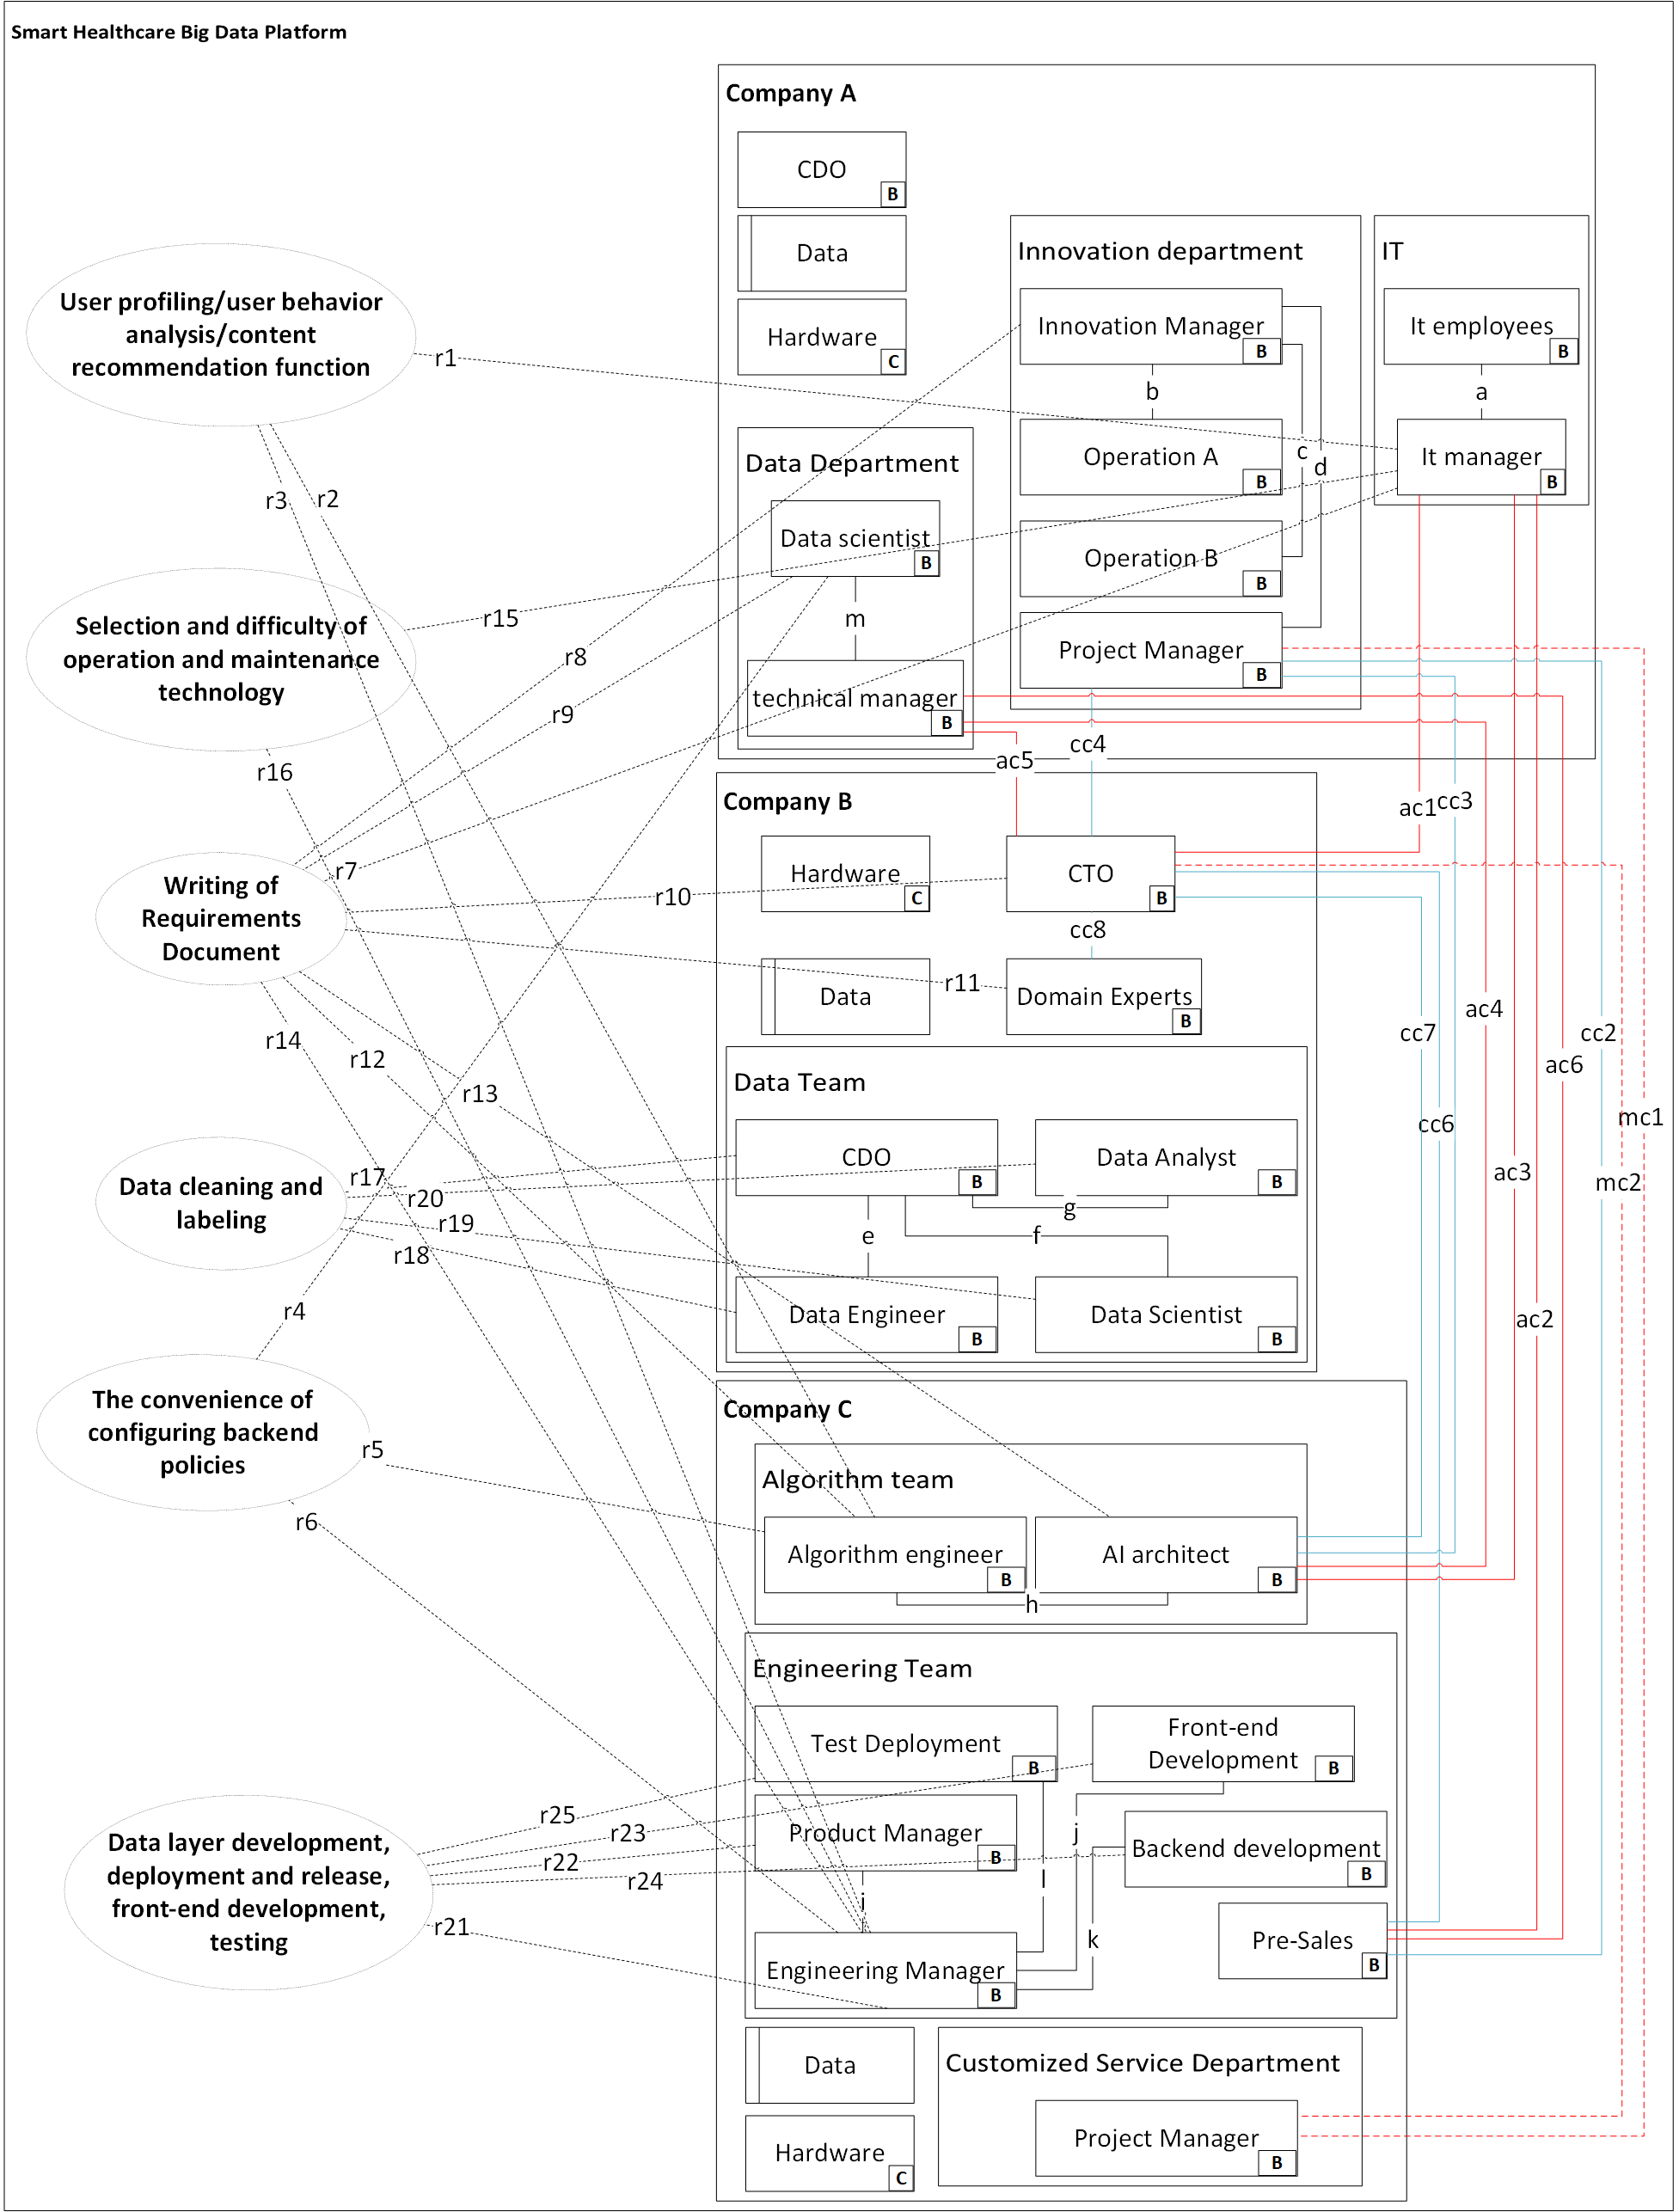 Smart Healthcare Big Data Platform
Company A
CDO
B
Data
Hardware
C
Innovation department
Innovation Manager
B
b
Operation A
B
Operation B
B
Project Manager
B
c
d
IT
It employees
B
a
It manager
B
Data Department
Data scientist
B
m
technical manager
B
User profiling/user behavior
analysis/content
recommendation function
r1
r3
r2
Selection and difficulty of
operation and maintenance
technology
r15
r16
r8
r9
r7
Writing of
Requirements
Document
r10
r11
r14
r12
r13
ac5
cc4
ac1
cc3
Company B
Hardware
C
CTO
B
cc8
Data
Domain Experts
B
Data Team
CDO
B
Data Analyst
B
g
e
f
Data Engineer
B
Data Scientist
B
cc7
ac4
cc2
ac6
cc6
mc1
ac3
mc2
ac2
Data cleaning and
labeling
r17
r20
r19
r18
r4
The convenience of
configuring backend
policies
r5
r6
Company C
Algorithm team
Algorithm engineer
B
AI architect
B
h
Engineering Team
Test Deployment
B
Front-end
Development
B
Product Manager
B
j
Backend development
B
l
i
k
Engineering Manager
B
Pre-Sales
B
Data layer development,
deployment and release,
front-end development,
testing
r25
r23
r22
r24
r21
Data
Hardware
C
Customized Service Department
Project Manager
B